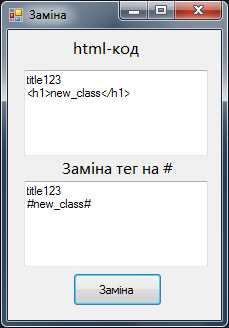 Заміна
html-код
title123
<h1>new_class</h1>
Заміна тег на #
title123
#new_class#
Заміна